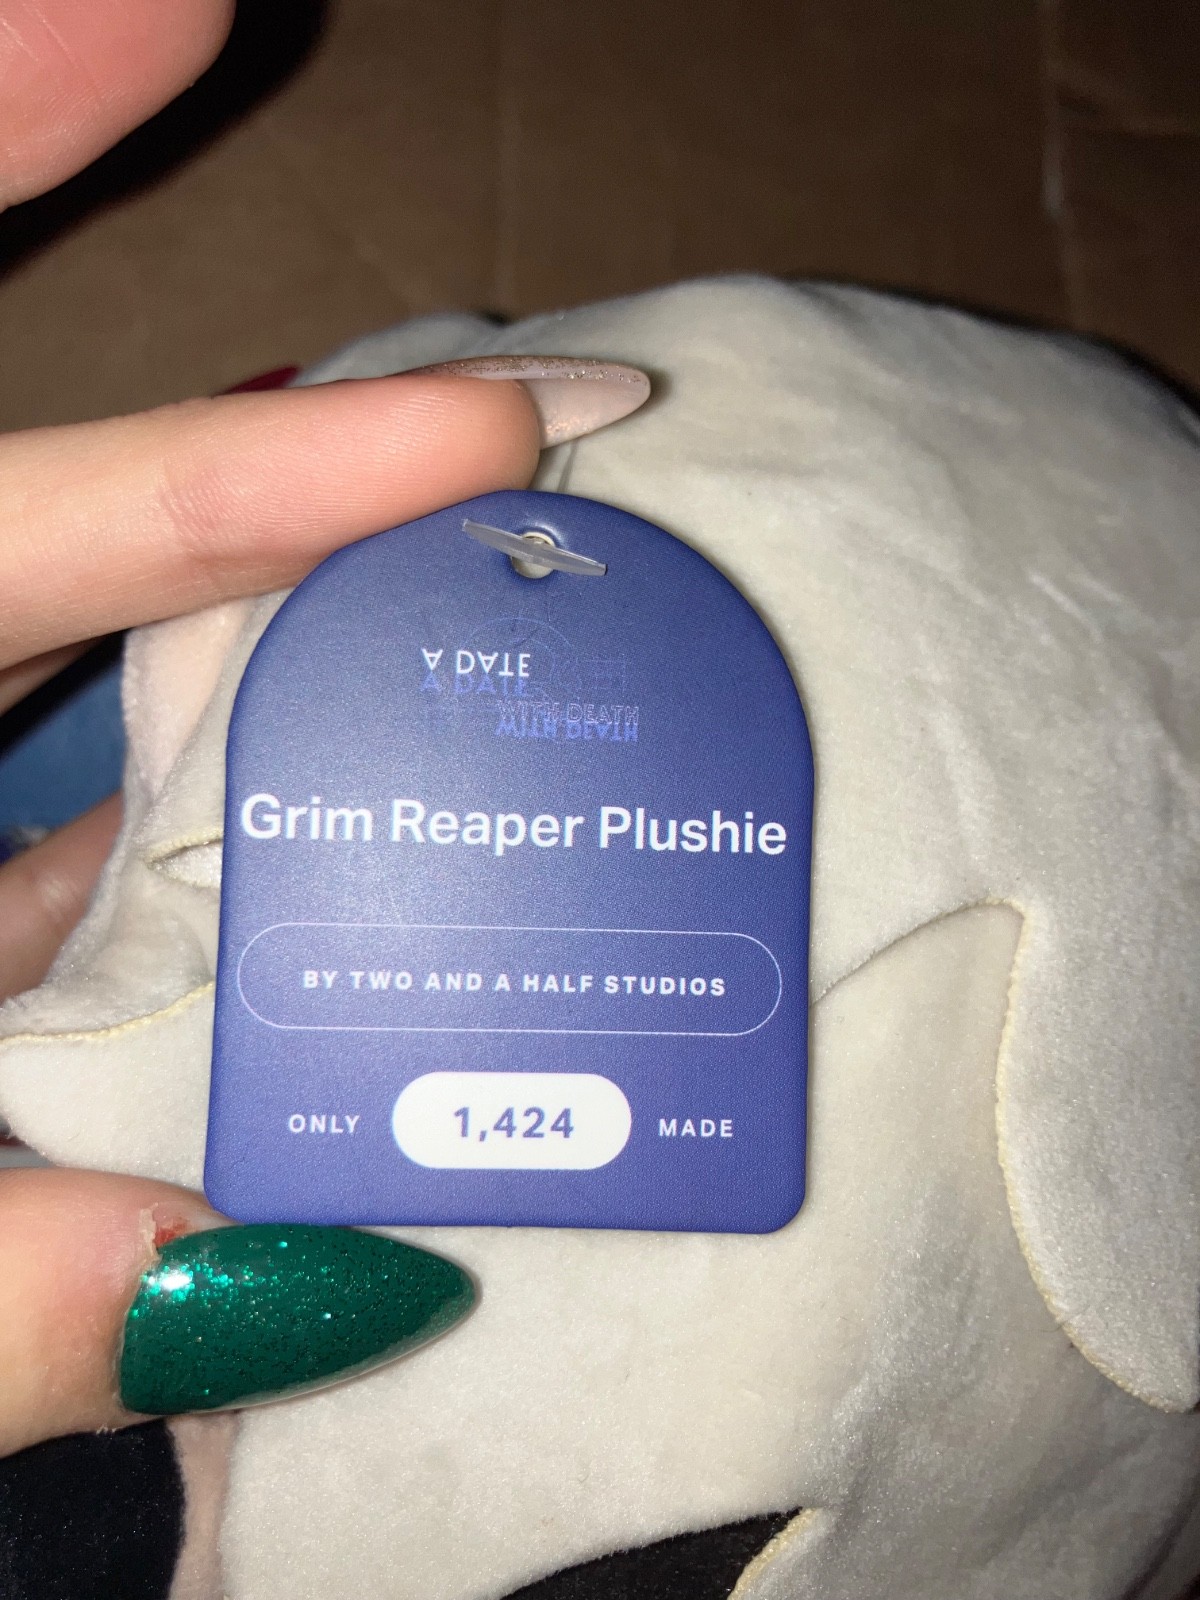 A DATE
WITH DEATH
Grim Reaper Plushie
BY TWO AND A HALF STUDIOS
ONLY 1,424 MADE